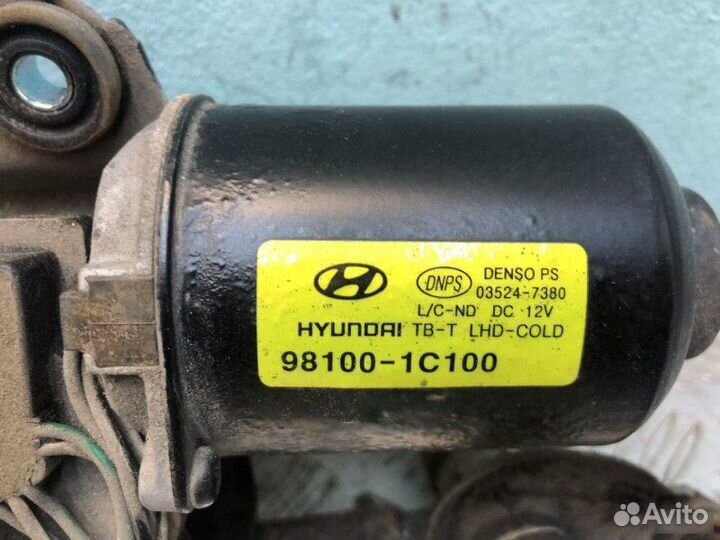 DNPS
DENSO PS
03524-7380
L/C-ND DC 12V
HYUNDAI TB-T LHD-COLD
98100-1C100
Avito